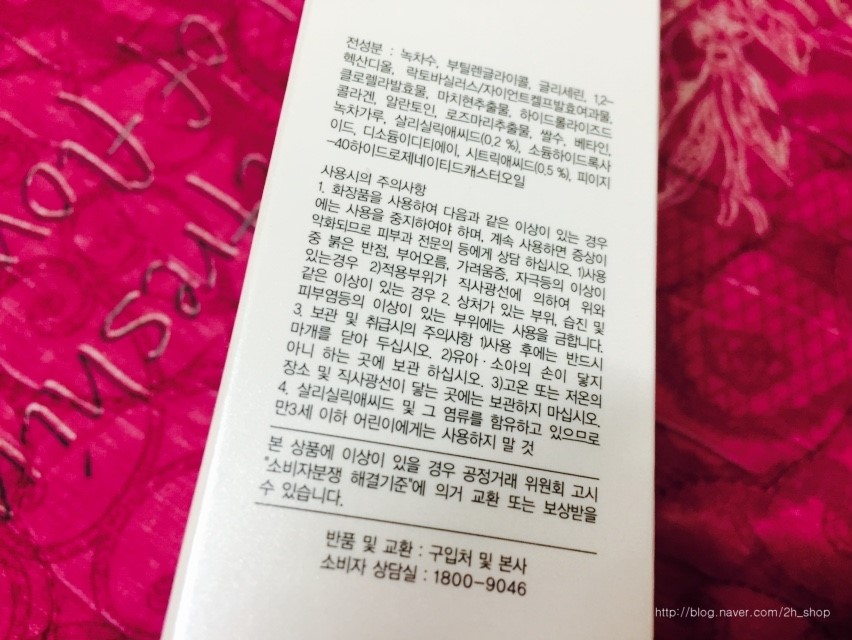 전성분 : 녹차수, 부틸렌글라이콜, 글리세린, 1,2-
헥산디올, 락토바실러스/자이언트켈프발효여과물,
클로렐라발효물, 마치현추출물, 하이드롤라이즈드
콜라겐, 알란토인, 로즈마리추출물, 쌀수, 베타인,
녹차가루, 살리실릭애씨드(0.2 %), 소듐하이드록사
이드, 디소듐이디티에이, 시트릭애씨드(0.5 %), 피이지
-40하이드로제네이티드캐스터오일
사용시의 주의사항
1. 화장품을 사용하여 다음과 같은 이상이 있는 경우
에는 사용을 중지하여야 하며, 계속 사용하면 증상이
악화되므로 피부과 전문의 등에게 상담 하십시오. 1)사용
중 붉은 반점, 부어오름, 가려움증, 자극등의 이상이
있는경우 2)적용부위가 직사광선에 의하여 위와
같은 이상이 있는 경우 2, 상처가 있는 부위, 습진 및
피부염등의 이상이 있는 부위에는 사용을 금합니다.
3. 보관 및 취급시의 주의사항 1)사용 후에는 반드시
마개를 닫아 두십시오. 2)유아·소아의 손이 닿지
아니 하는 곳에 보관 하십시오. 3)고온 또는 저온의
장소 및 직사광선이 닿는 곳에는 보관하지 마십시오.
4. 살리실릭애씨드 및 그 염류를 함유하고 있으므로
만3세 이하 어린이에게는 사용하지 말 것
본 상품에 이상이 있을 경우 공정거래 위원회 고시
"소비자분쟁 해결기준"에 의거 교환 또는 보상받을
수 있습니다.
반품 및 교환 : 구입처 및 본사
소비자 상담실 : 1800-9046
http://blog.naver.com/2h_shop